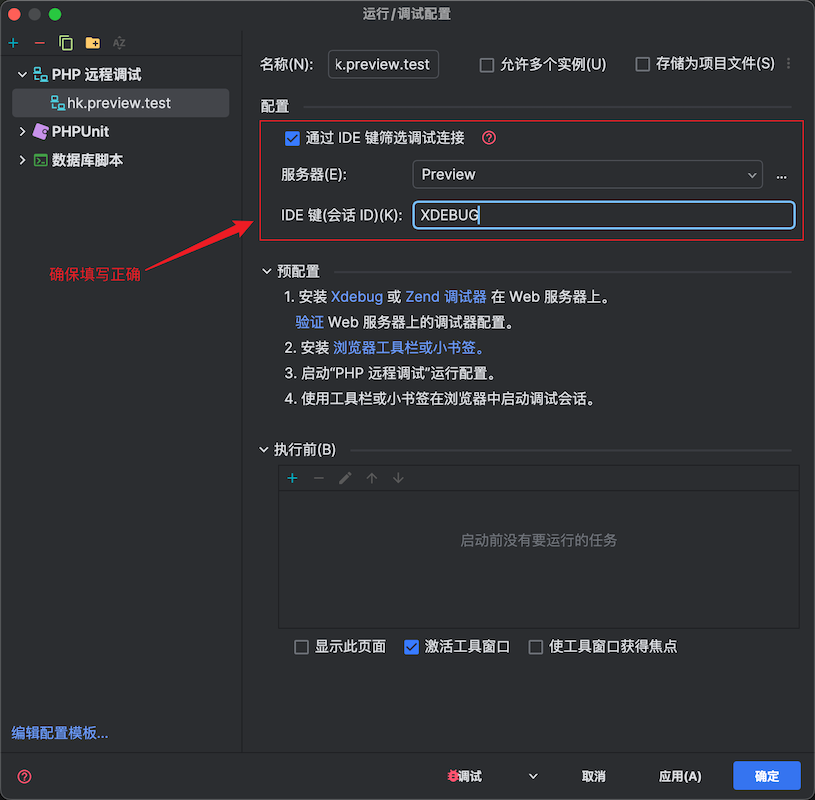 运行/调试配置
PHP 远程调试
hk.preview.test
PHPUnit
数据库脚本
确保填写正确
编辑配置模板...
名称(N): k.preview.test 允许多个实例(U) 存储为项目文件(S)
配置
通过 IDE 键筛选调试连接
服务器(E): Preview ...
IDE 键(会话 ID)(K): XDEBUG
预配置
1. 安装 Xdebug 或 Zend 调试器 在 Web 服务器上。
验证 Web 服务器上的调试器配置。
2. 安装 浏览器工具栏或小书签。
3. 启动“PHP 远程调试”运行配置。
4. 使用工具栏或小书签在浏览器中启动调试会话。
执行前(B)
启动前没有要运行的任务
显示此页面 激活工具窗口 使工具窗口获得焦点
调试 取消 应用(A) 确定